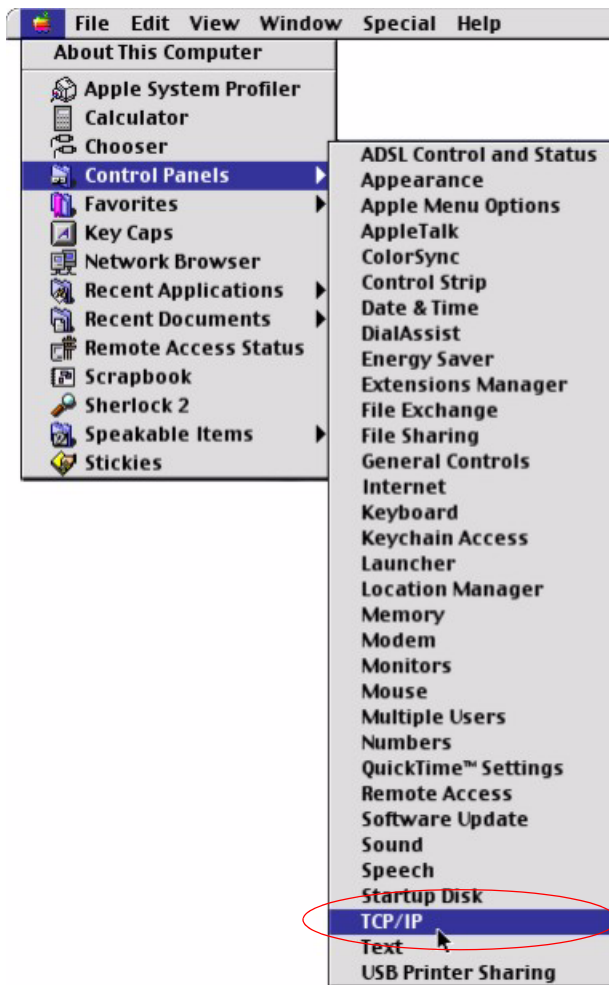 File Edit View Window Special Help
About This Computer
Apple System Profiler
Calculator
Chooser
Control Panels
Favorites
Key Caps
Network Browser
Recent Applications
Recent Documents
Remote Access Status
Scrapbook
Sherlock 2
Speakable Items
Stickies
ADSL Control and Status
Appearance
Apple Menu Options
AppleTalk
ColorSync
Control Strip
Date & Time
DialAssist
Energy Saver
Extensions Manager
File Exchange
File Sharing
General Controls
Internet
Keyboard
Keychain Access
Launcher
Location Manager
Memory
Modem
Monitors
Mouse
Multiple Users
Numbers
QuickTime™ Settings
Remote Access
Software Update
Sound
Speech
Startup Disk
TCP/IP
Text
USB Printer Sharing